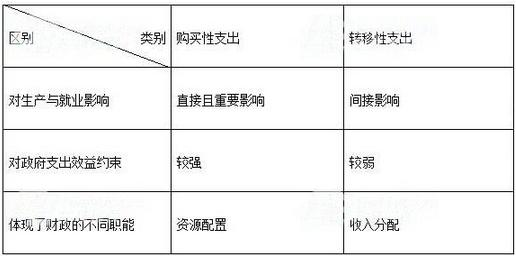 区别 类别 购买性支出 转移性支出
对生产与就业影响 直接且重要影响 间接影响
对政府支出效益约束 较强 较弱
体现了财政的不同职能 资源配置 收入分配